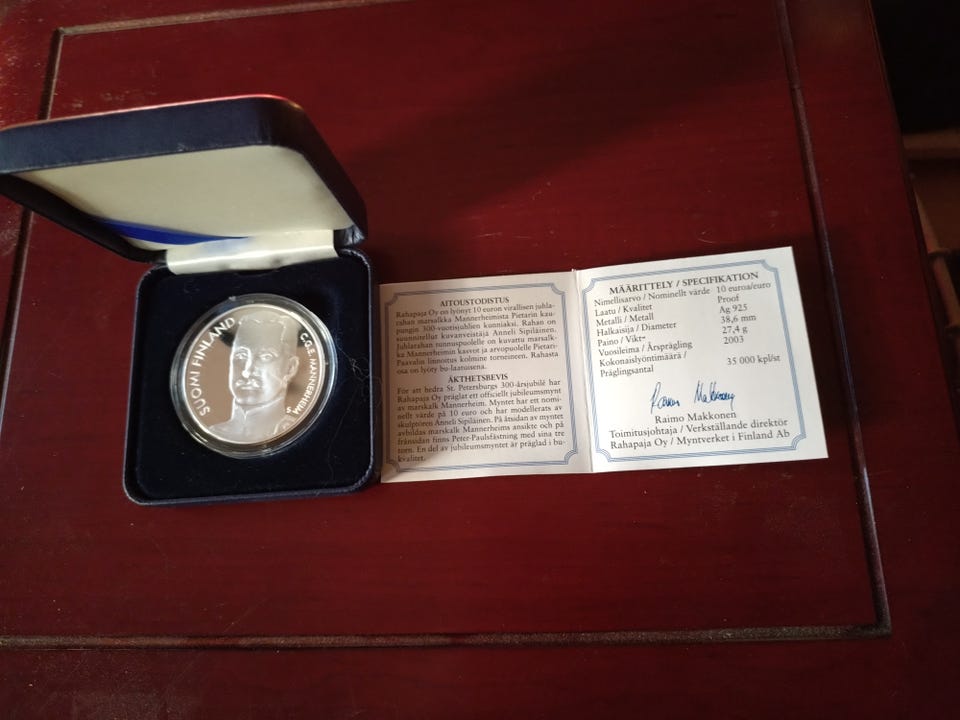 SUOMI FINLAND
C.G.E. MANNERHEIM
S
AITOUSTODISTUS
Rahapaja Oy on lyönyt 10 euron virallisen juhla-
rahan marsalkka Mannerheimista Pietarin kau-
pungin 300-vuotisjuhlien kunniaksi. Rahan on
suunnitellut kuvanveistäjä Anneli Sipiläinen.
Juhlarahan tunnuspuolelle on kuvattu marsal-
ka Mannerheimin kasvot ja arvopuolelle Pietari-
Paavalin linnoitus kolmine torneineen. Rahasta
osa on lyöty bu-laatuisena.
ÄKTHETSBEVIS
För att hedra St. Petersburgs 300-årsjubilé har
Rahapaja Oy präglat ett officiellt jubileumsmynt
av marskalk Mannerheim. Myntet har ett no-
minellt värde på 10 euro och har modellerats av
skulptören Anneli Sipiläinen. På åtsidan av myntet
avbildas marskalk Mannerheims ansikte och på
frånsidan finns Peter-Paulsfästning med sina tre
torn. En del av jubileumsmyntet är präglad i bu-
kvalitet.
MÄÄRITTELY / SPECIFIKATION
Nimellisarvo / Nominellt värde 10 euroa/euro
Laatu / Kvalitet Proof
Metalli / Metall Ag 925
Halkaisija / Diameter 38,6 mm
Paino / Vikt 27,4 g
Vuosileima / Årsprägling 2003
Kokonaislyöntimäärä /
Präglingsantal 35 000 kpl/st
Raimo Makkonen
Raimo Makkonen
Toimitusjohtaja / Verkställande direktör
Rahapaja Oy / Myntverket i Finland Ab